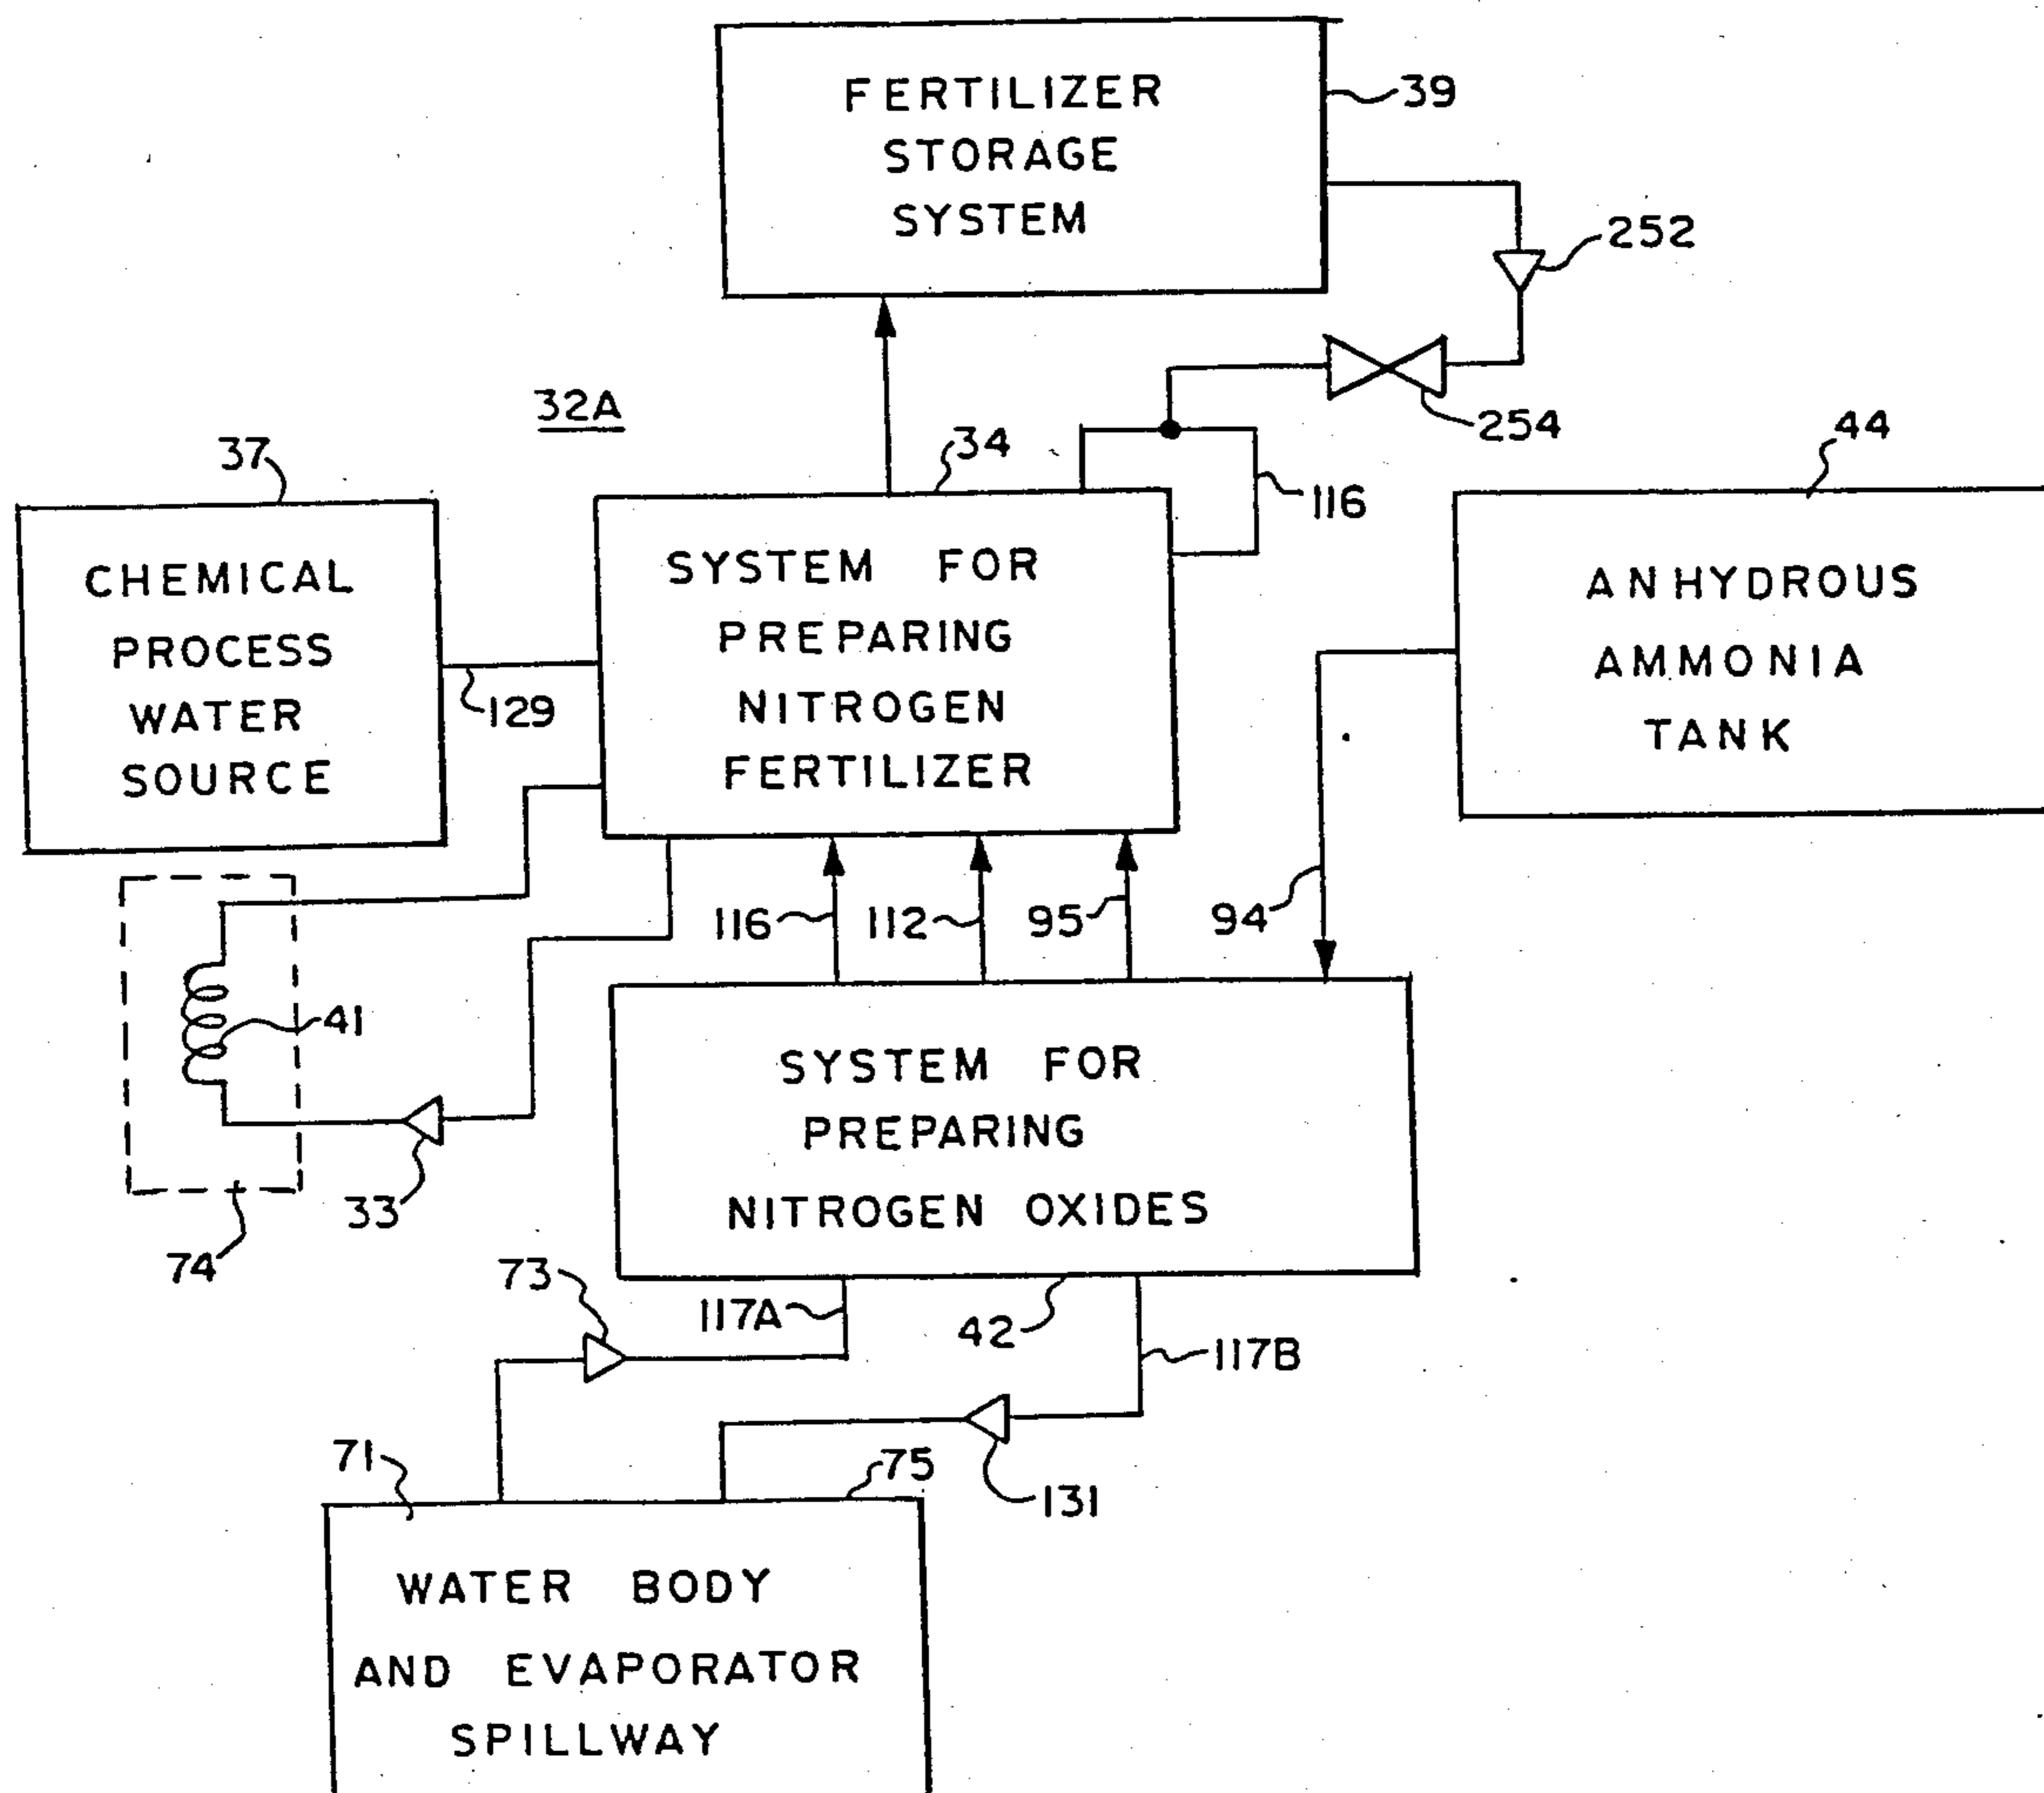 FERTILIZER
STORAGE
SYSTEM
39
252
254
32A
34
116
44
37
CHEMICAL
PROCESS
WATER
SOURCE
129
SYSTEM FOR
PREPARING
NITROGEN
FERTILIZER
ANHYDROUS
AMMONIA
TANK
116
112
95
94
41
33
74
SYSTEM FOR
PREPARING
NITROGEN OXIDES
73
117A
42
117B
131
71
75
WATER BODY
AND EVAPORATOR
SPILLWAY